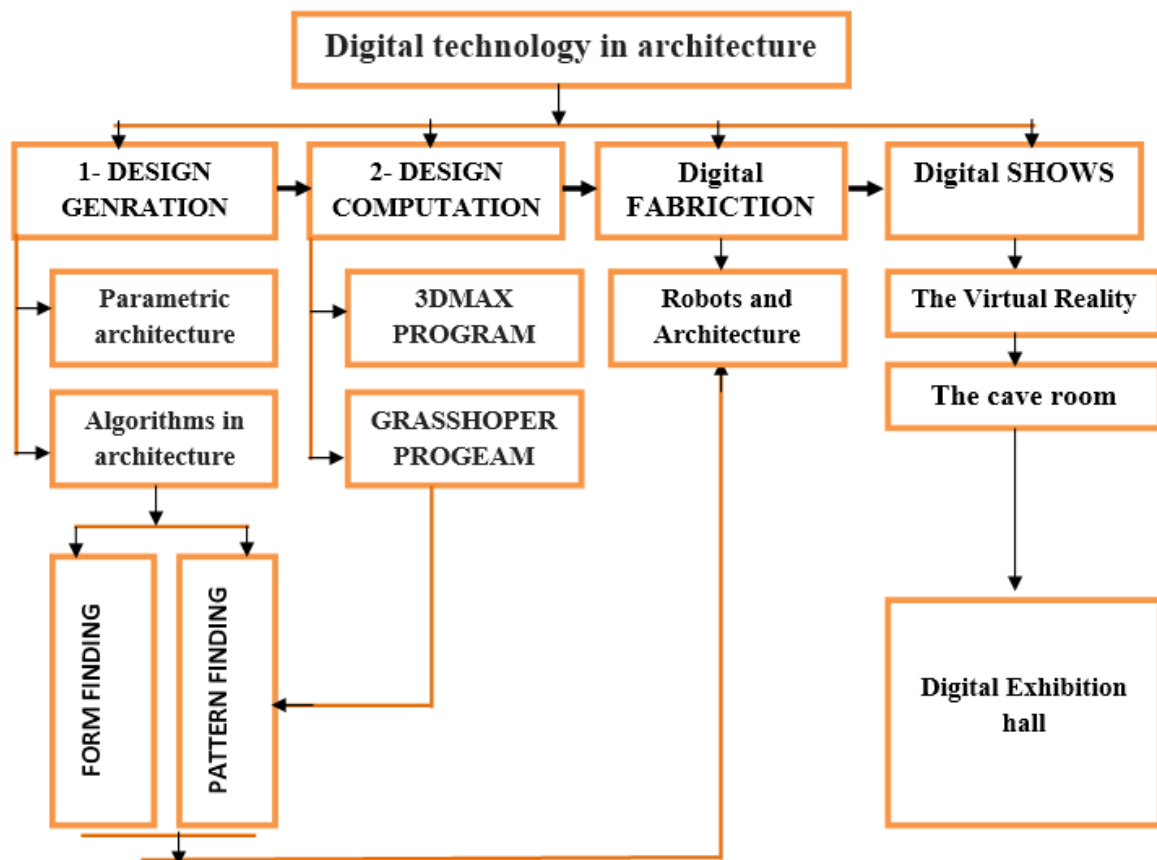 Digital technology in architecture
1- DESIGN
GENRATION
2- DESIGN
COMPUTATION
Digital
FABRICTION
Digital SHOWS
Parametric
architecture
3DMAX
PROGRAM
Robots and
Architecture
The Virtual Reality
The cave room
Algorithms in
architecture
GRASSHOPER
PROGEAM
FORM FINDING
PATTERN FINDING
Digital Exhibition
hall